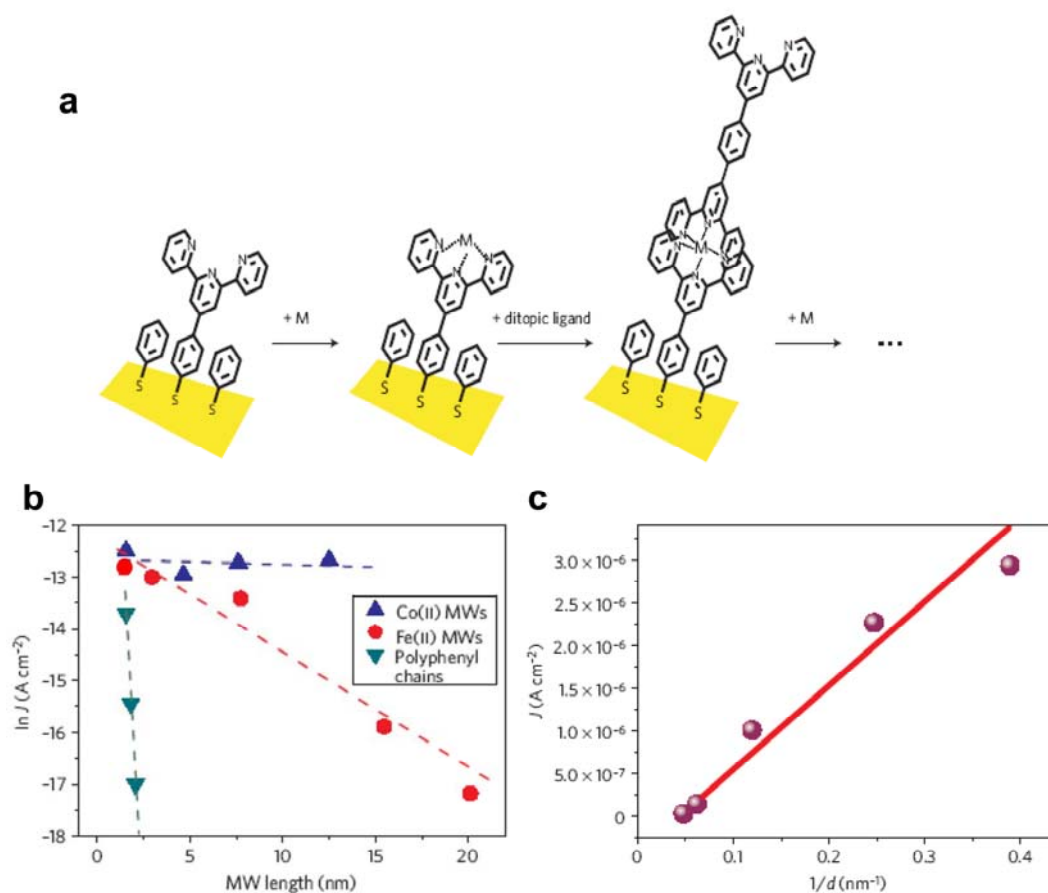 a
N
N
N
N
M
N
N
N
N
N
N
N
N
M
N
N
N
+ M
+ ditopic ligand
+ M
...
S
S
S
S
S
S
S
S
S
b
c
-12
-13
-14
-15
-16
-17
-18
ln J (A cm⁻²)
Co(II) MWs
Fe(II) MWs
Polyphenyl
chains
0
5
10
15
20
MW length (nm)
3.0 × 10⁻⁶
2.5 × 10⁻⁶
2.0 × 10⁻⁶
1.5 × 10⁻⁶
1.0 × 10⁻⁶
5.0 × 10⁻⁷
0
J (A cm⁻²)
0
0.1
0.2
0.3
0.4
1/d (nm⁻¹)